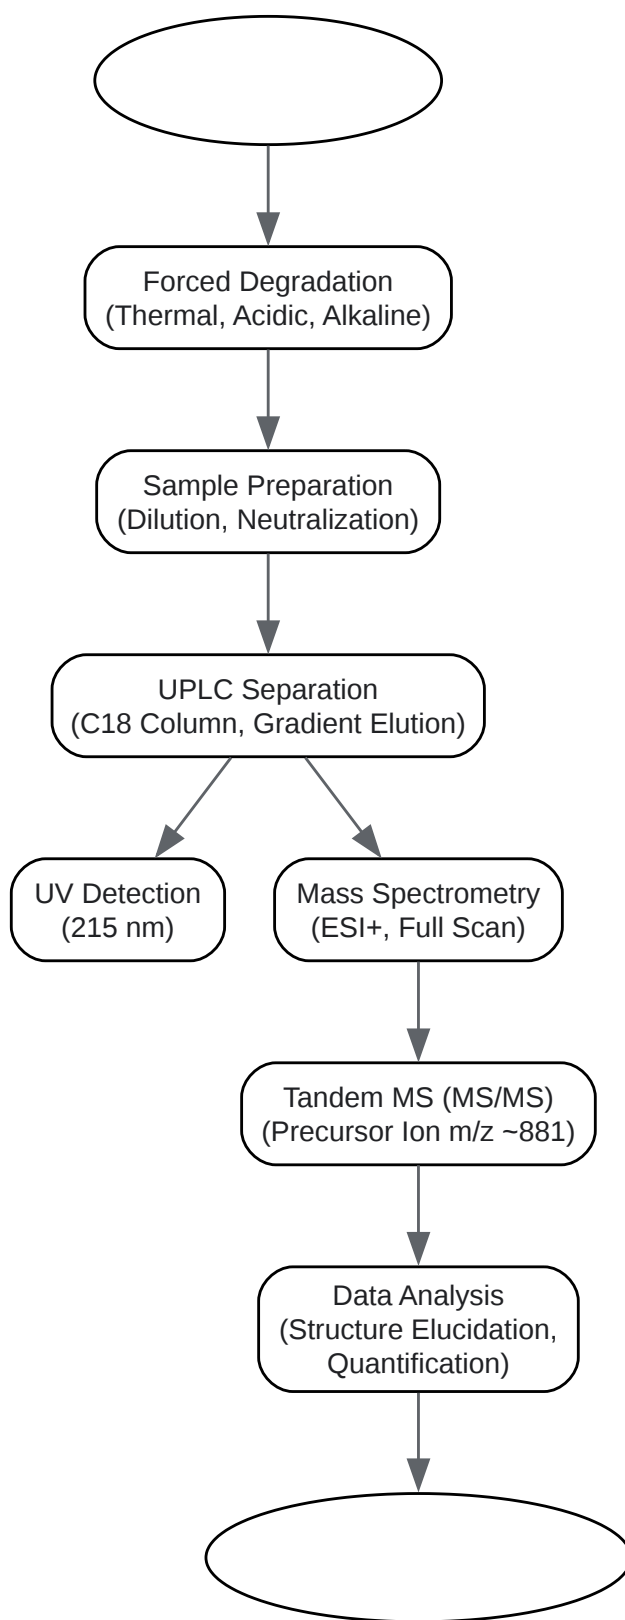 Forced Degradation
(Thermal, Acidic, Alkaline)
Sample Preparation
(Dilution, Neutralization)
UPLC Separation
(C18 Column, Gradient Elution)
UV Detection
(215 nm)
Mass Spectrometry
(ESI+, Full Scan)
Tandem MS (MS/MS)
(Precursor Ion m/z ~881)
Data Analysis
(Structure Elucidation,
Quantification)